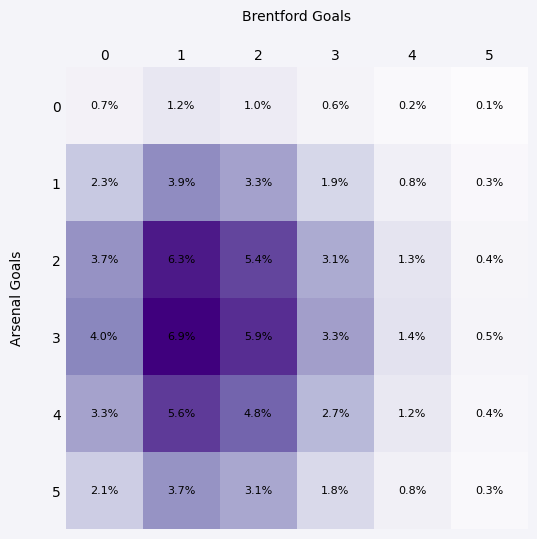 Brentford Goals
0 1 2 3 4 5
0 0.7% 1.2% 1.0% 0.6% 0.2% 0.1%
1 2.3% 3.9% 3.3% 1.9% 0.8% 0.3%
2 3.7% 6.3% 5.4% 3.1% 1.3% 0.4%
Arsenal Goals
3 4.0% 6.9% 5.9% 3.3% 1.4% 0.5%
4 3.3% 5.6% 4.8% 2.7% 1.2% 0.4%
5 2.1% 3.7% 3.1% 1.8% 0.8% 0.3%